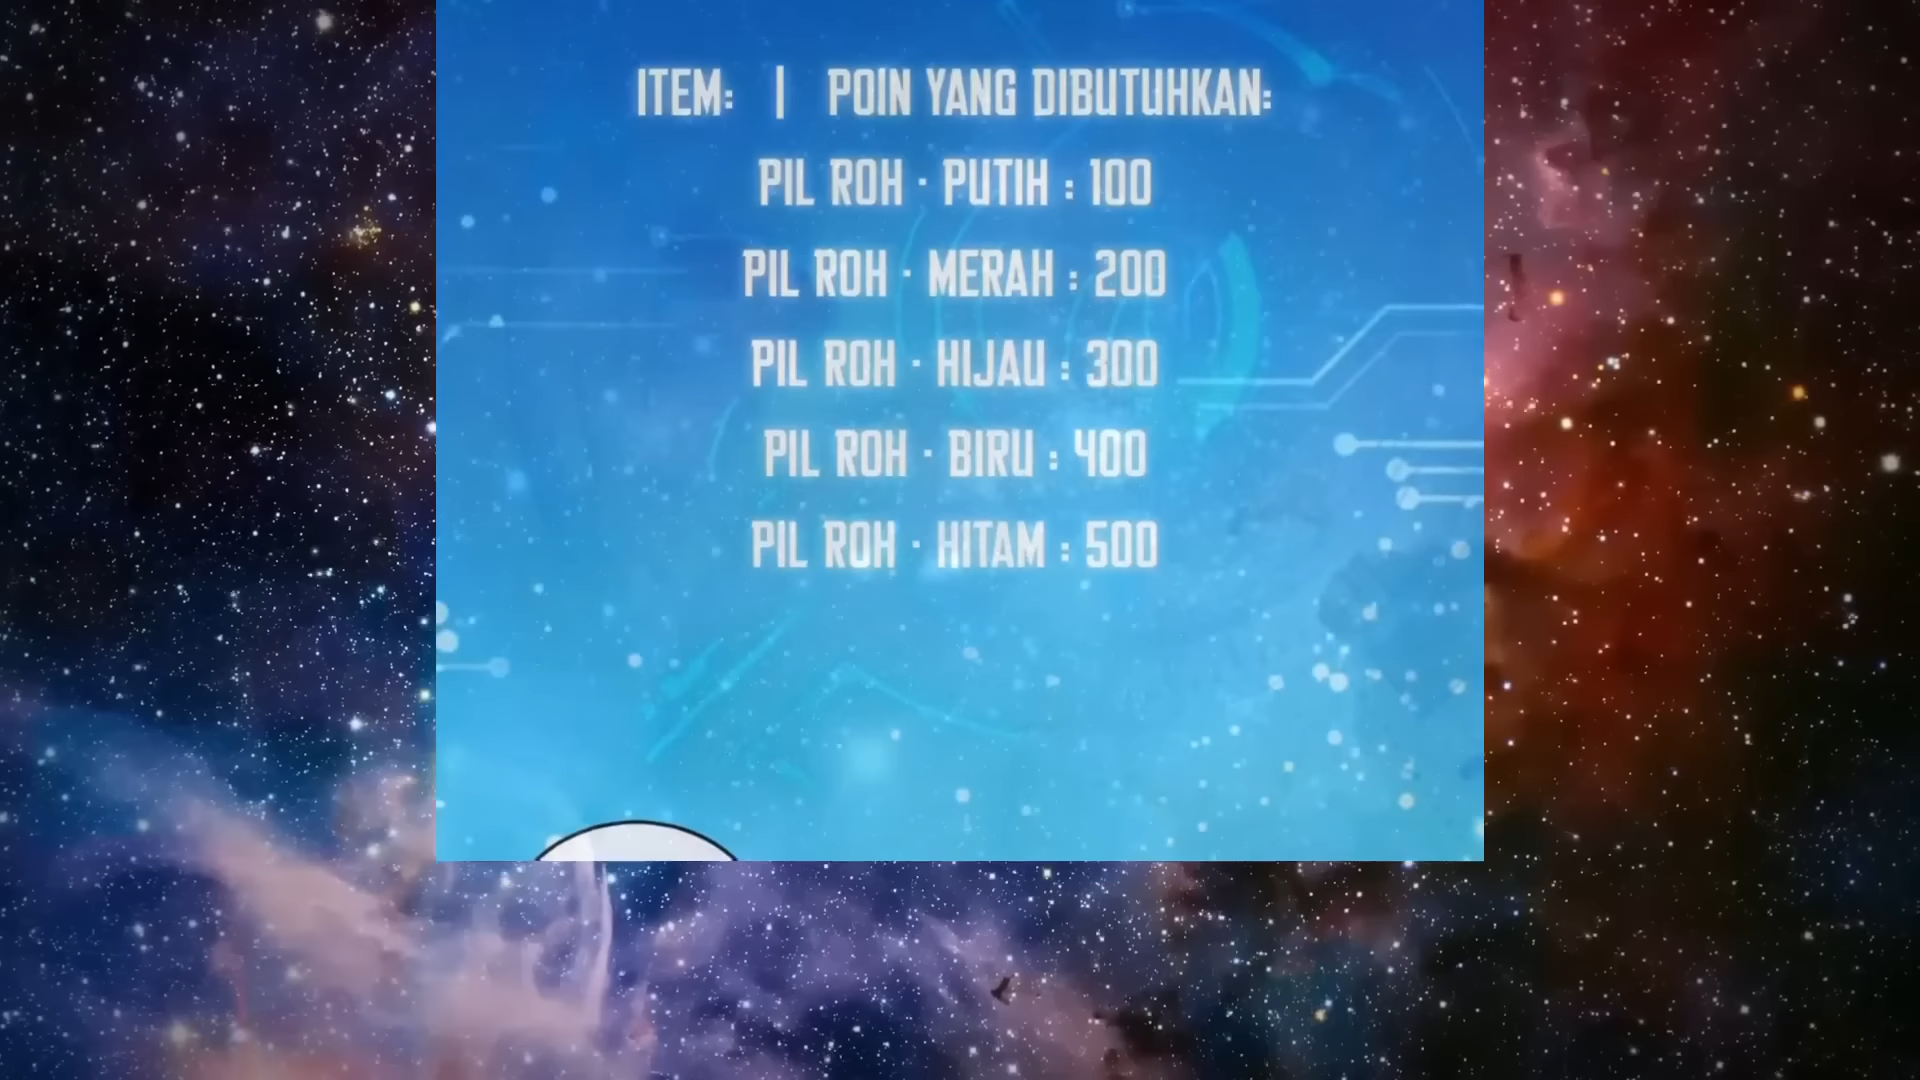 ITEM: | POIN YANG DIBUTUHKAN:
PIL ROH · PUTIH : 100
PIL ROH · MERAH : 200
PIL ROH · HIJAU : 300
PIL ROH · BIRU : 400
PIL ROH · HITAM : 500